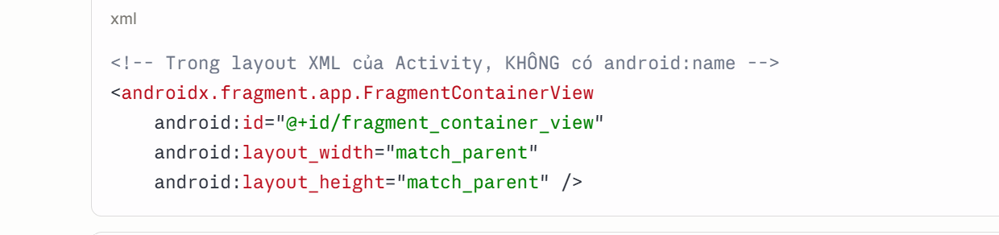 xml
<!-- Trong layout XML của Activity, KHÔNG có android:name -->
<androidx.fragment.app.FragmentContainerView
    android:id="@+id/fragment_container_view"
    android:layout_width="match_parent"
    android:layout_height="match_parent" />